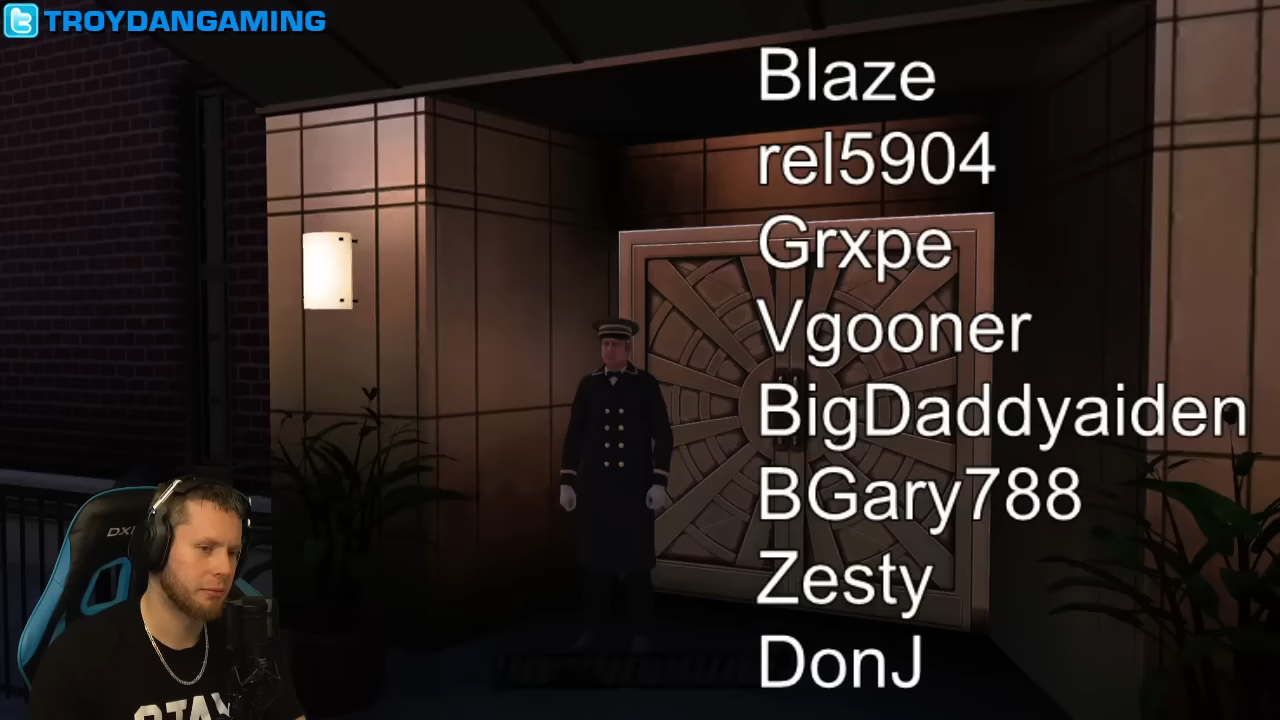 TROYDANGAMING
Blaze
rel5904
Grxpe
Vgooner
BigDaddyaiden
BGary788
Zesty
DonJ